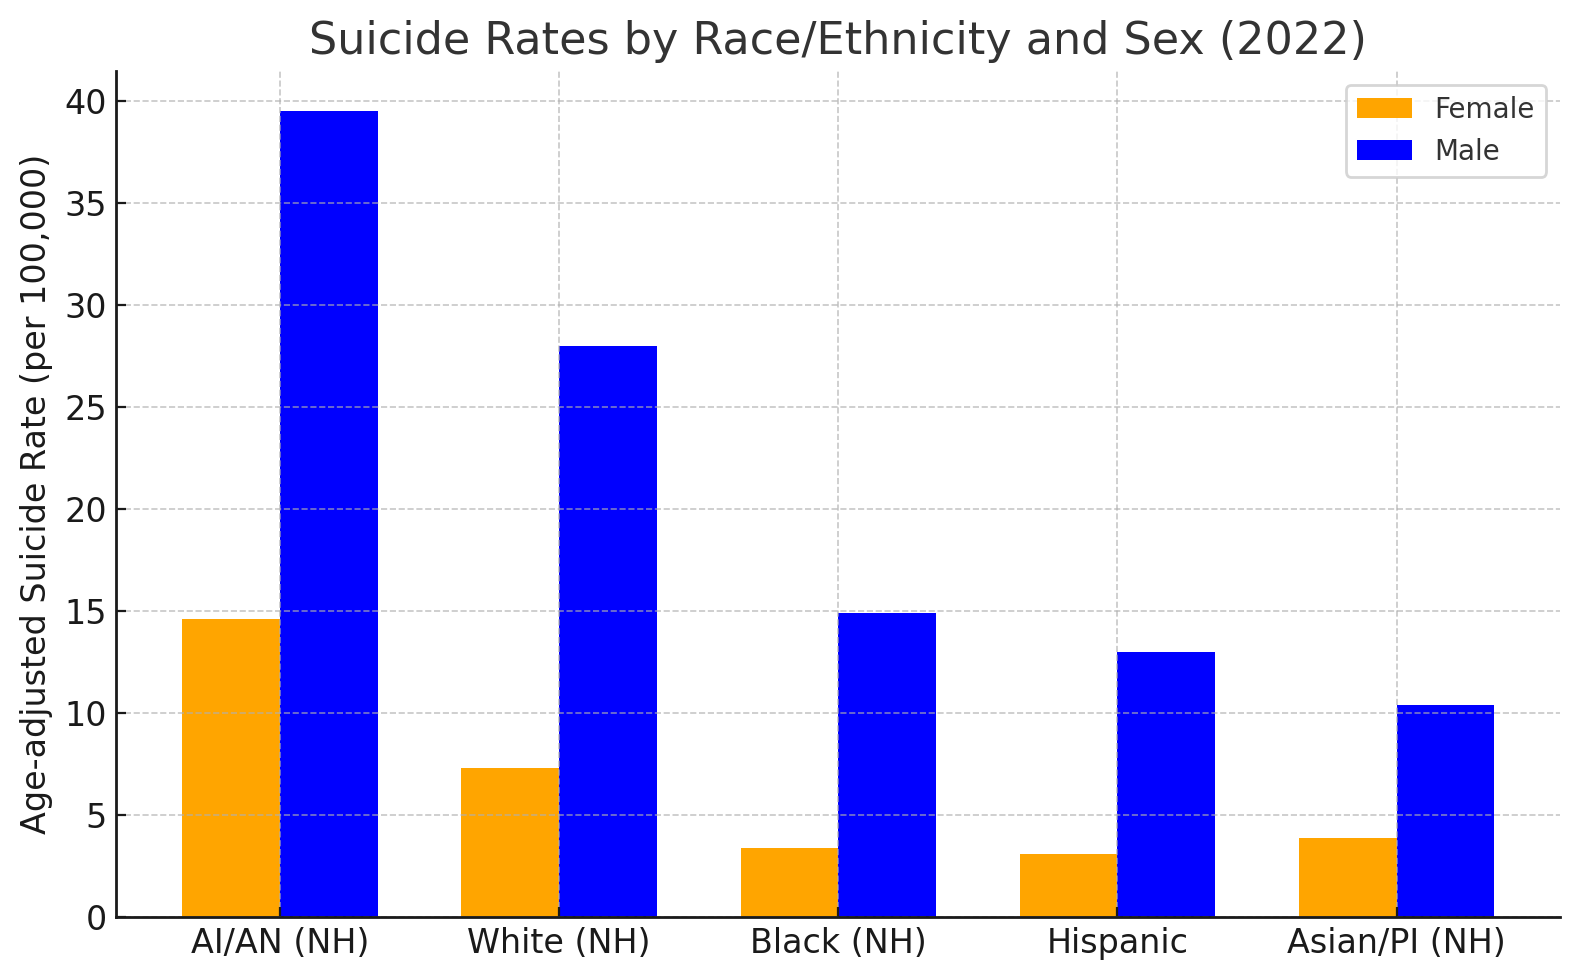 Suicide Rates by Race/Ethnicity and Sex (2022)
Age-adjusted Suicide Rate (per 100,000)
40
35
30
25
20
15
10
5
0
Female
Male
AI/AN (NH)
White (NH)
Black (NH)
Hispanic
Asian/PI (NH)